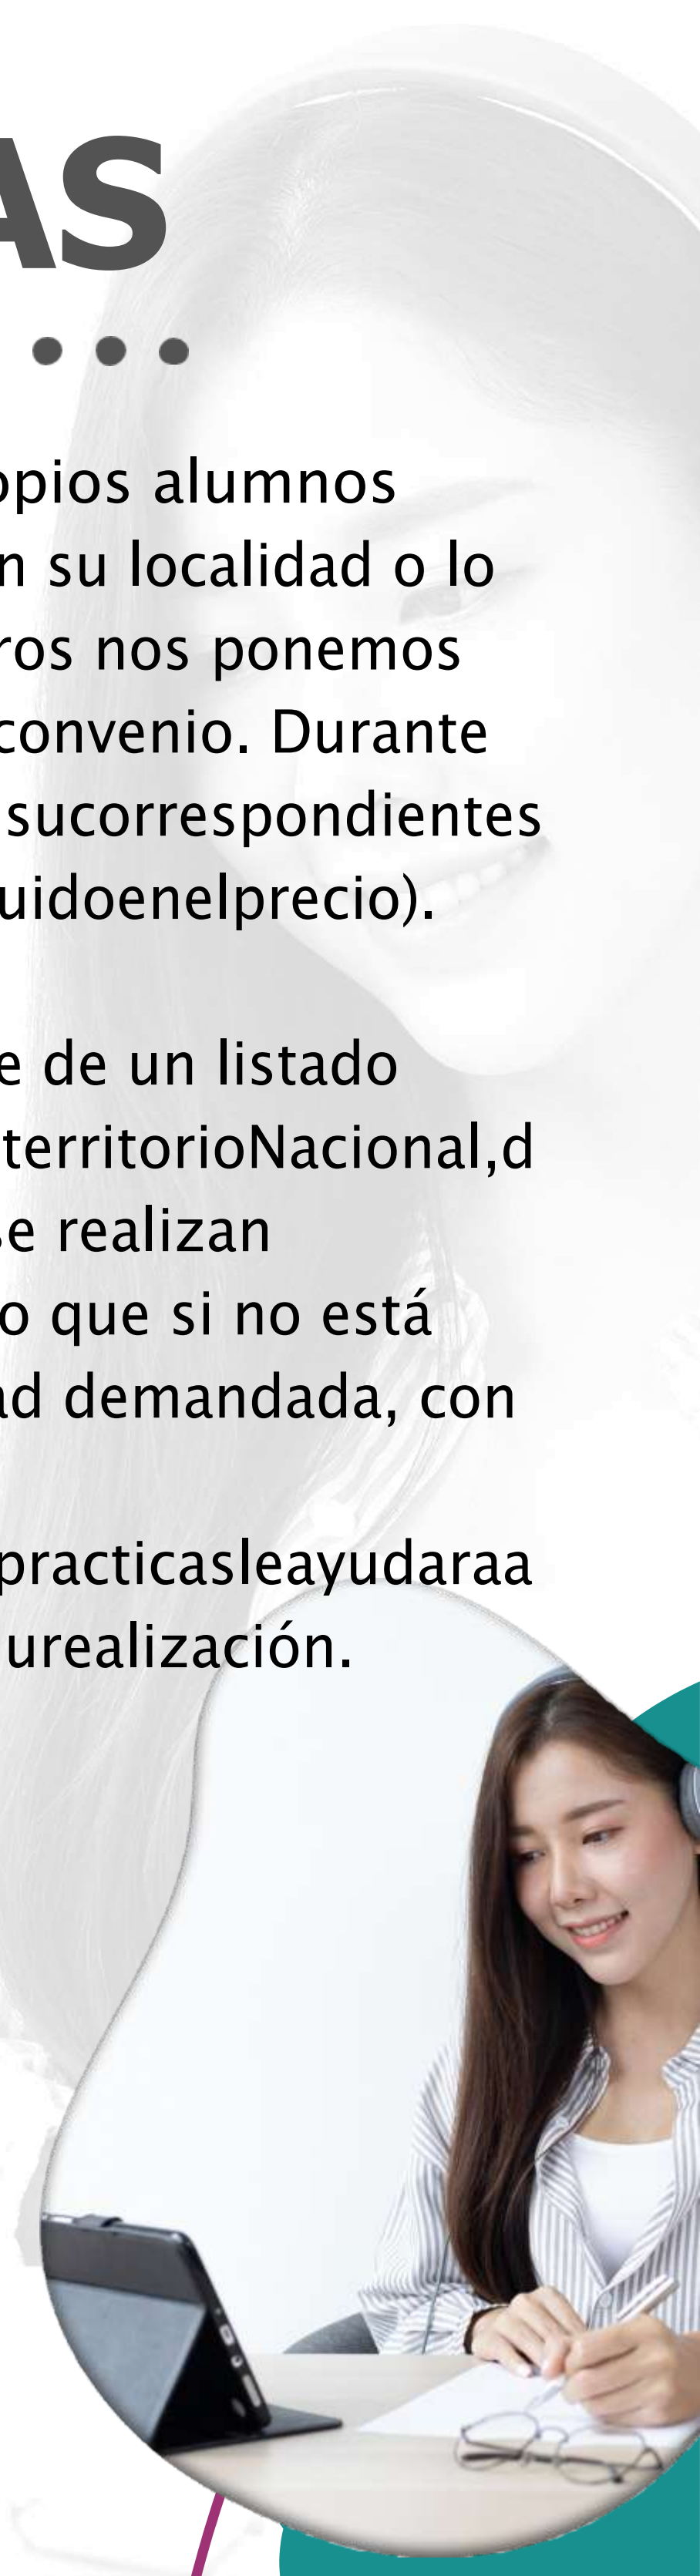 AS
opios alumnos
n su localidad o lo
ros nos ponemos
convenio. Durante
sucorrespondientes
uidoenelprecio).
e de un listado
territorioNacional,d
se realizan
o que si no está
ad demandada, con
practicasleayudaraa
urealización.